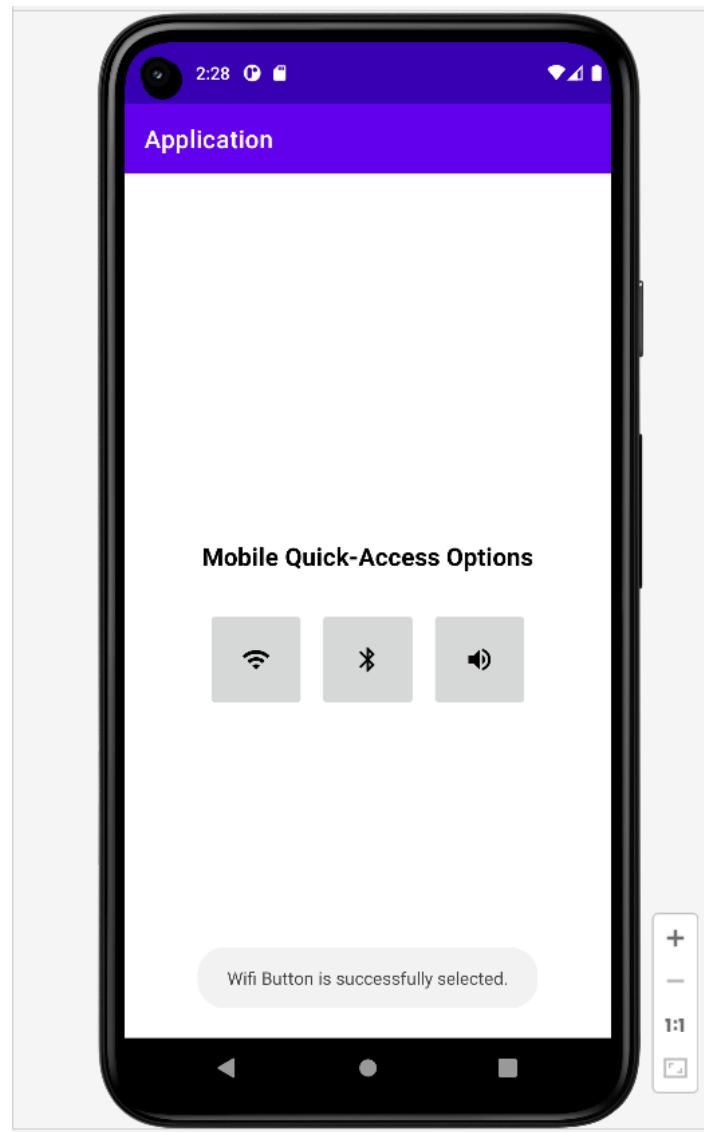 2:28
Application
Mobile Quick-Access Options
Wifi Button is successfully selected.
1:1